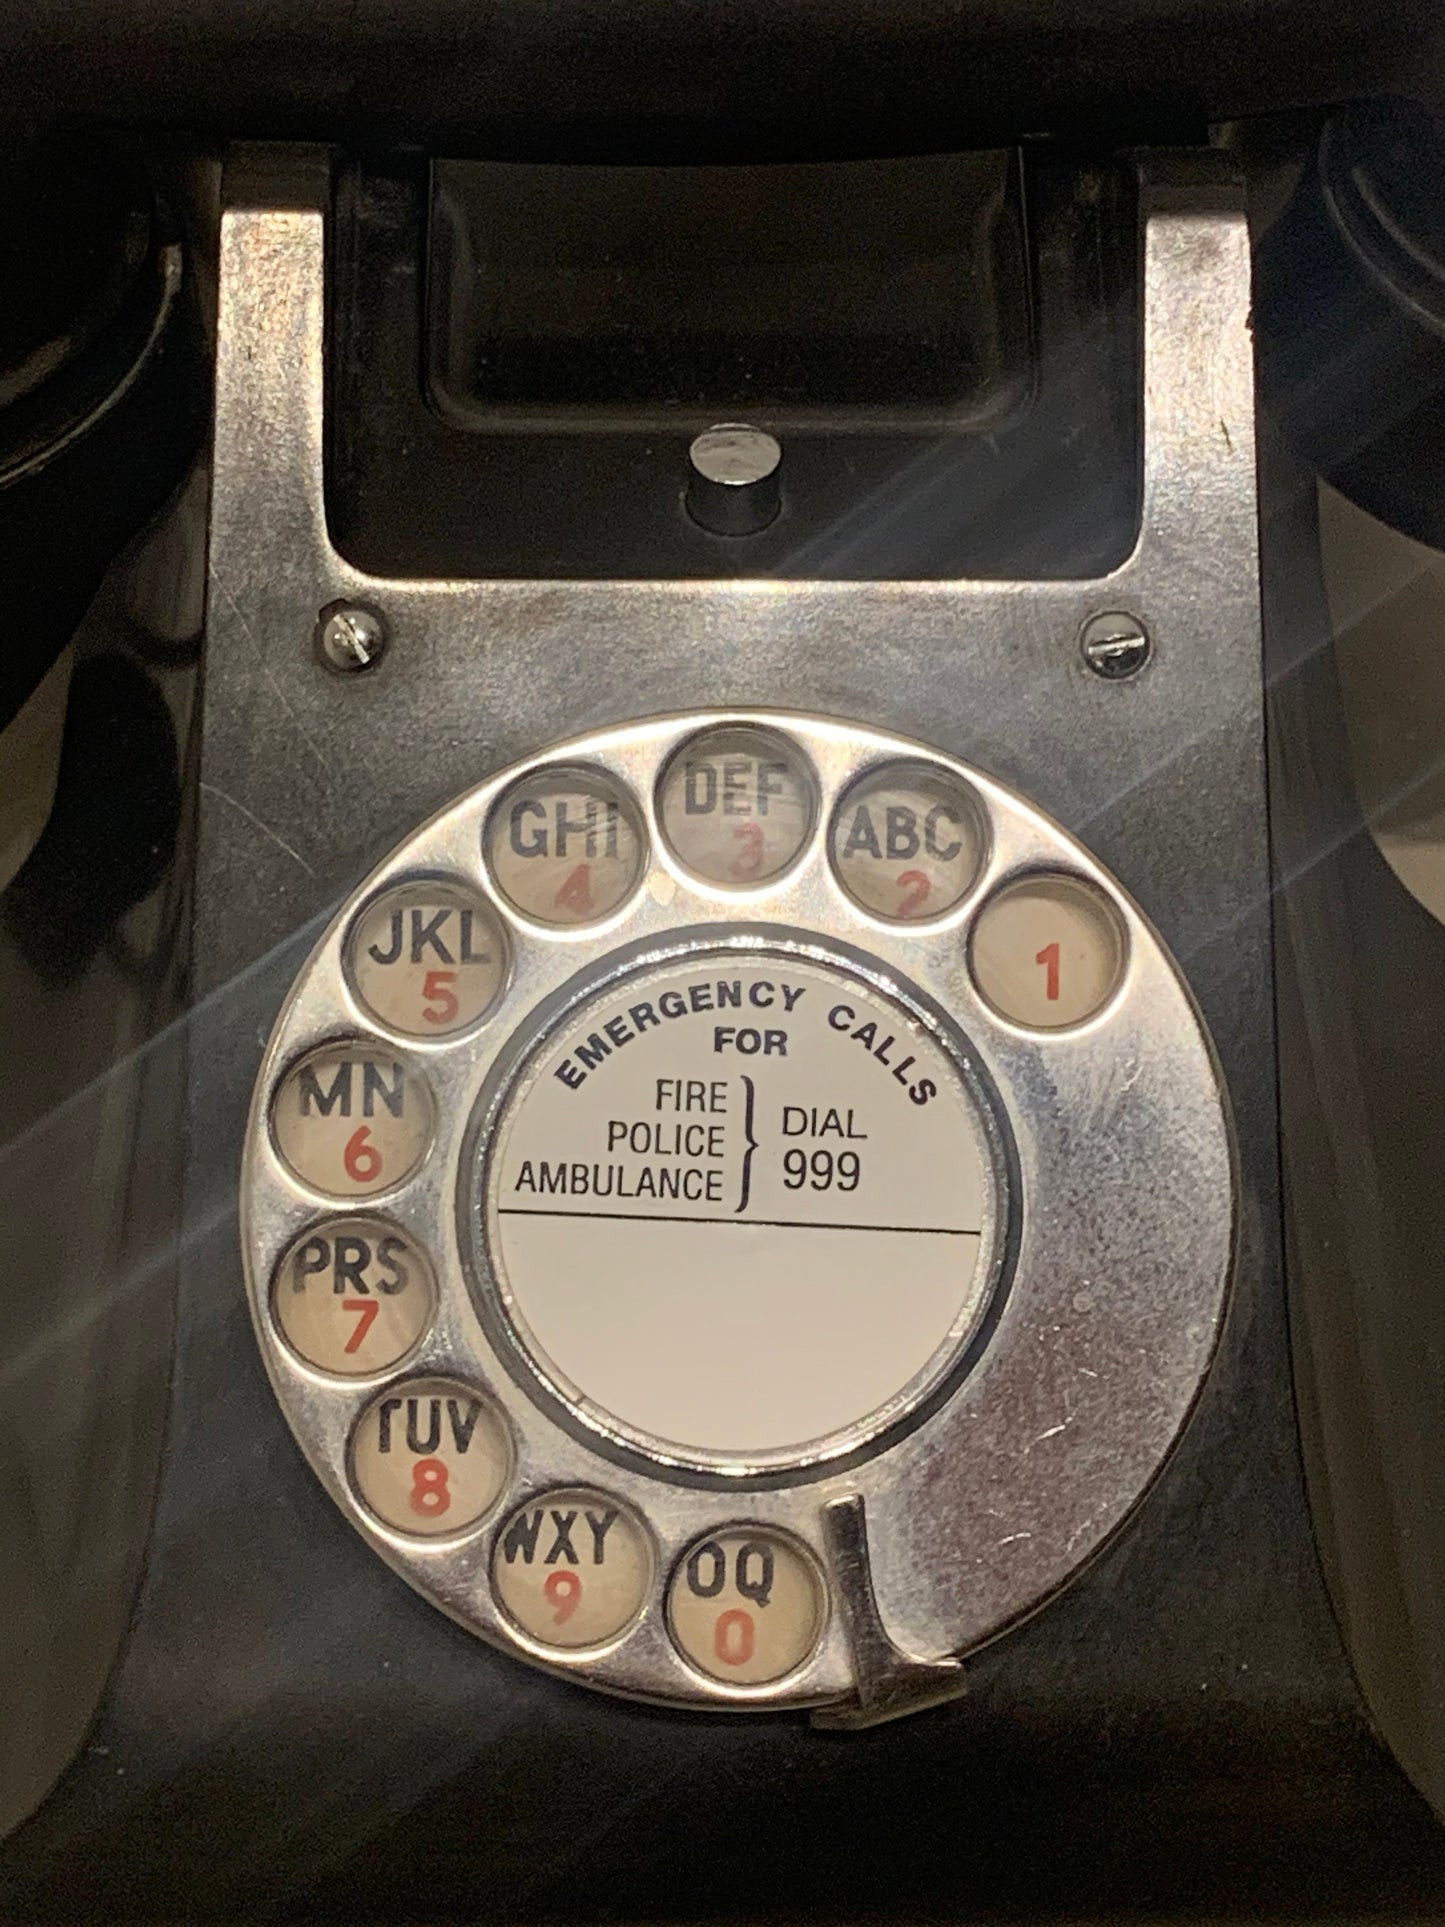 EMERGENCY CALLS
FOR
FIRE
POLICE
AMBULANCE
DIAL
999
1
ABC
2
DEF
3
GHI
4
JKL
5
MN
6
PRS
7
TUV
8
WXY
9
OQ
0